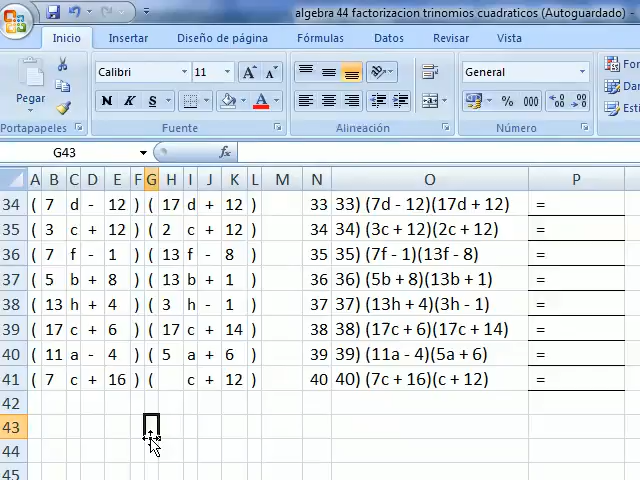 algebra 44 factorizacion trinomios cuadraticos (Autoguardado) -
Inicio Insertar Diseño de página Fórmulas Datos Revisar Vista
Pegar
Calibri 11 A A
N K S A
General
% 000
For
Dar
Esti
Portapapeles Fuente Alineación Número
G43 fx
A B C D E F G H I J K L M N O P
34 ( 7 d - 12 ) ( 17 d + 12 ) 33 33) (7d - 12)(17d + 12) =
35 ( 3 c + 12 ) ( 2 c + 12 ) 34 34) (3c + 12)(2c + 12) =
36 ( 7 f - 1 ) ( 13 f - 8 ) 35 35) (7f - 1)(13f - 8) =
37 ( 5 b + 8 ) ( 13 b + 1 ) 36 36) (5b + 8)(13b + 1) =
38 ( 13 h + 4 ) ( 3 h - 1 ) 37 37) (13h + 4)(3h - 1) =
39 ( 17 c + 6 ) ( 17 c + 14 ) 38 38) (17c + 6)(17c + 14) =
40 ( 11 a - 4 ) ( 5 a + 6 ) 39 39) (11a - 4)(5a + 6) =
41 ( 7 c + 16 ) ( c + 12 ) 40 40) (7c + 16)(c + 12) =
42
43
44
45